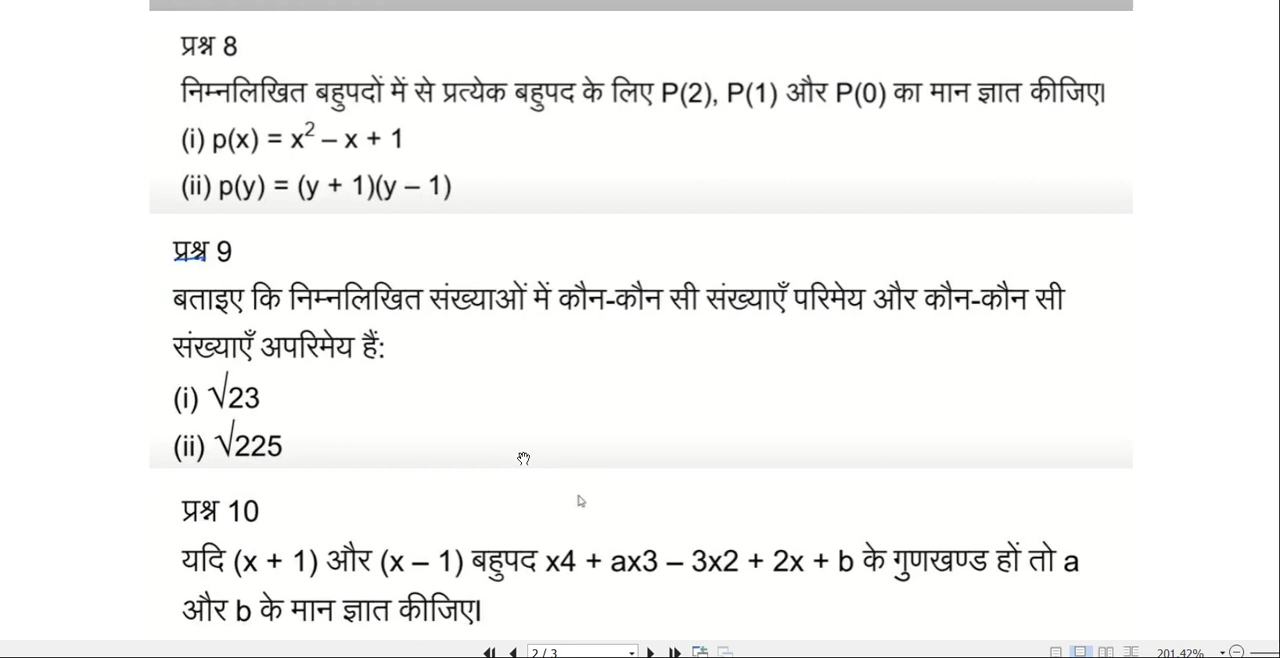 प्रश्न 8
निम्नलिखित बहुपदों में से प्रत्येक बहुपद के लिए P(2), P(1) और P(0) का मान ज्ञात कीजिए।
(i) p(x) = x² – x + 1
(ii) p(y) = (y + 1)(y – 1)
प्रश्न 9
बताइए कि निम्नलिखित संख्याओं में कौन-कौन सी संख्याएँ परिमेय और कौन-कौन सी
संख्याएँ अपरिमेय हैं:
(i) √23
(ii) √225
प्रश्न 10
यदि (x + 1) और (x – 1) बहुपद x4 + ax3 – 3x2 + 2x + b के गुणखण्ड हों तो a
और b के मान ज्ञात कीजिए।
2 / 3 201.42%